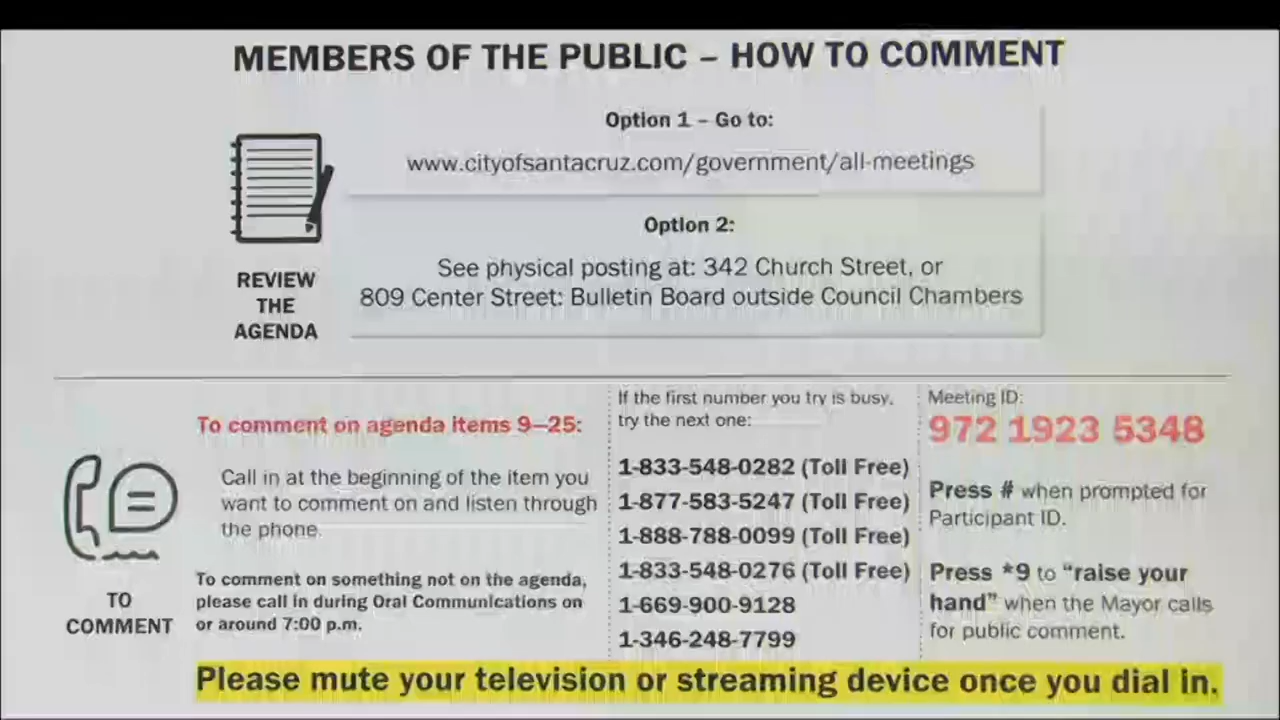 MEMBERS OF THE PUBLIC – HOW TO COMMENT
Option 1 – Go to:
www.cityofsantacruz.com/government/all-meetings
Option 2:
See physical posting at: 342 Church Street, or
809 Center Street: Bulletin Board outside Council Chambers
REVIEW
THE
AGENDA
To comment on agenda items 9–25:
Call in at the beginning of the item you
want to comment on and listen through
the phone.
To comment on something not on the agenda,
please call in during Oral Communications on
or around 7:00 p.m.
TO
COMMENT
If the first number you try is busy,
try the next one:
1-833-548-0282 (Toll Free)
1-877-583-5247 (Toll Free)
1-888-788-0099 (Toll Free)
1-833-548-0276 (Toll Free)
1-669-900-9128
1-346-248-7799
Meeting ID:
972 1923 5348
Press # when prompted for
Participant ID.
Press *9 to “raise your
hand” when the Mayor calls
for public comment.
Please mute your television or streaming device once you dial in.